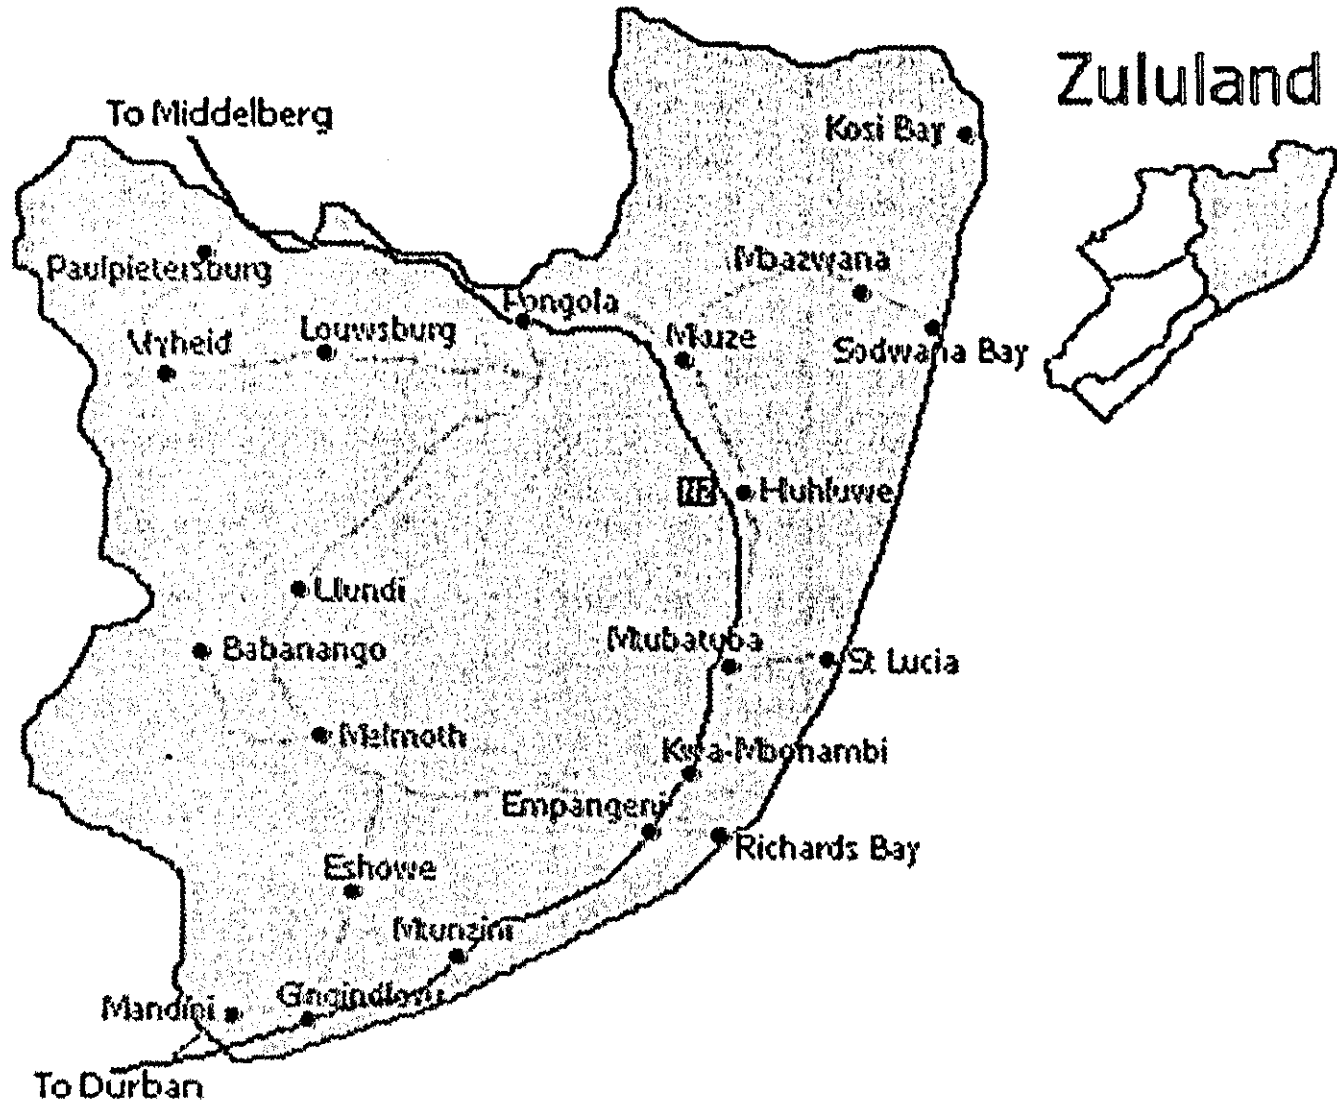 Zululand
To Middelberg
Kosi Bay
Paulpietersburg
Mbazwana
Pongola
Vryheid
Louwsburg
Mkuze
Sodwana Bay
N2
Hluhluwe
Ulundi
Babanango
Mtubatuba
St Lucia
Melmoth
Kwa-Mbonambi
Empangeni
Richards Bay
Eshowe
Mtunzini
Mandini
Gingindlovu
To Durban